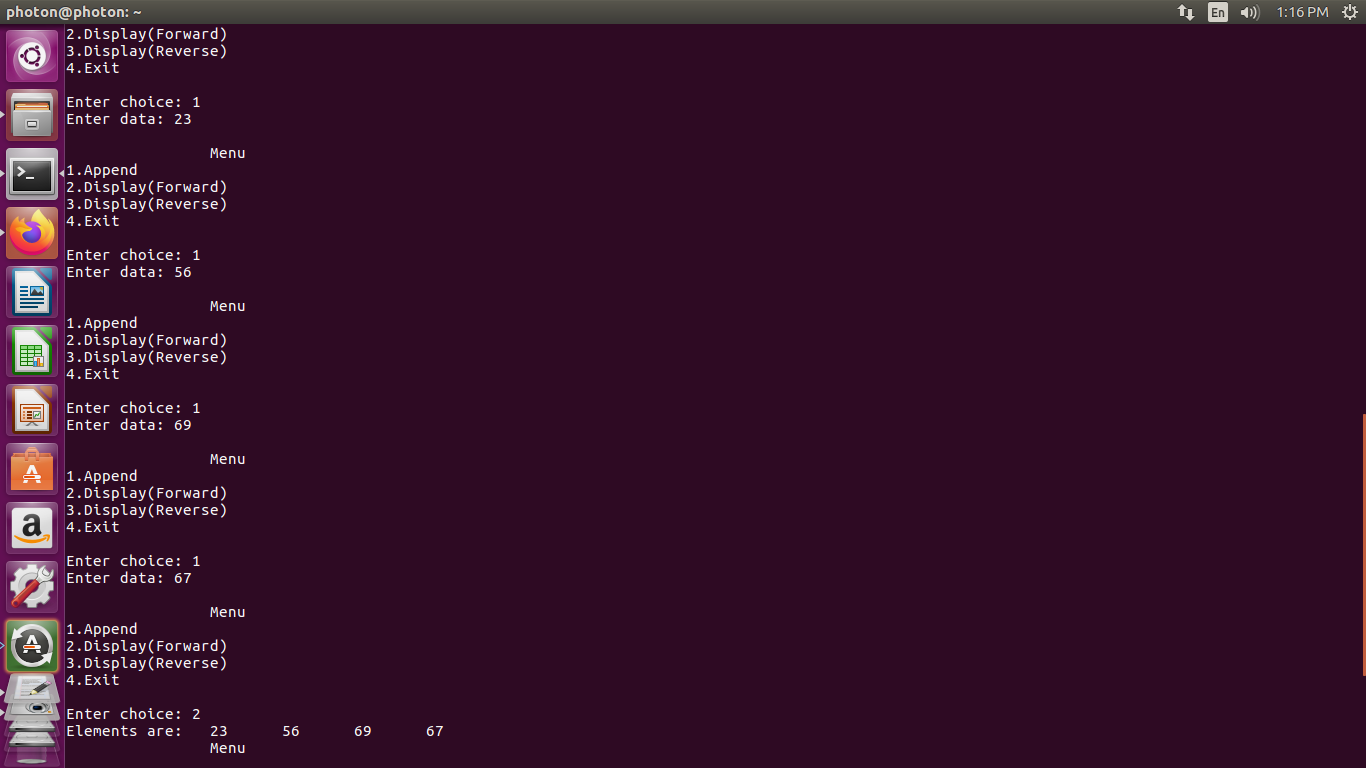 photon@photon: ~
En
1:16 PM
2.Display(Forward)
3.Display(Reverse)
4.Exit
Enter choice: 1
Enter data: 23
Menu
1.Append
2.Display(Forward)
3.Display(Reverse)
4.Exit
Enter choice: 1
Enter data: 56
Menu
1.Append
2.Display(Forward)
3.Display(Reverse)
4.Exit
Enter choice: 1
Enter data: 69
Menu
1.Append
2.Display(Forward)
3.Display(Reverse)
4.Exit
Enter choice: 1
Enter data: 67
Menu
1.Append
2.Display(Forward)
3.Display(Reverse)
4.Exit
Enter choice: 2
Elements are: 23 56 69 67
Menu